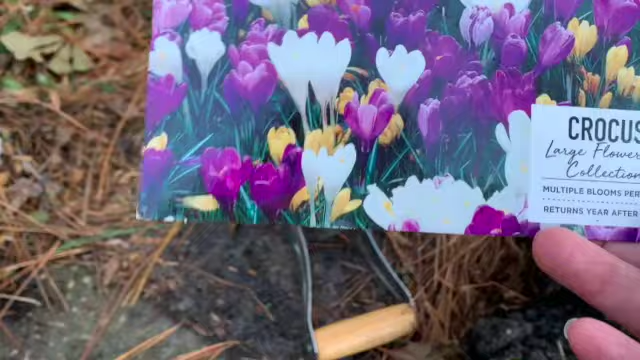 CROCUS
Large Flower
Collection
MULTIPLE BLOOMS PER
RETURNS YEAR AFTER